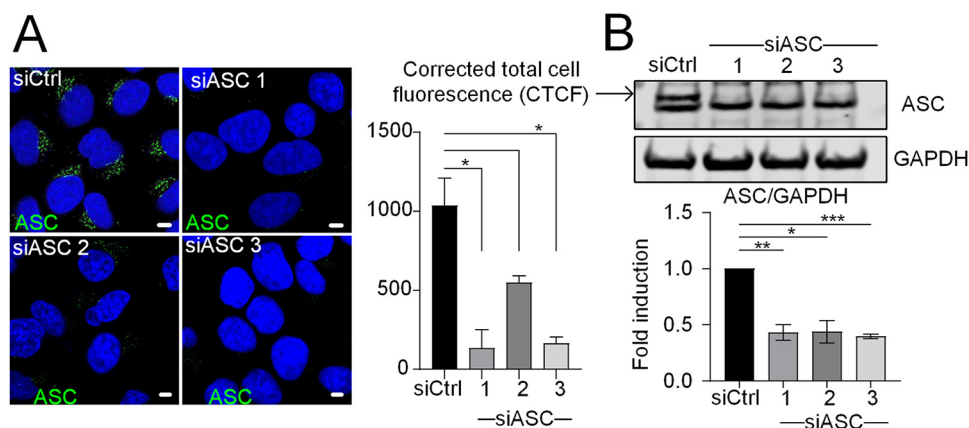 A
siCtrl
siASC 1
ASC
ASC
siASC 2
siASC 3
ASC
ASC
Corrected total cell
fluorescence (CTCF)
1500
1000
500
0
*
*
siCtrl 1 2 3
siASC
B
siASC
siCtrl 1 2 3
ASC
GAPDH
ASC/GAPDH
Fold induction
1.5
1.0
0.5
0.0
***
*
**
siCtrl 1 2 3
siASC